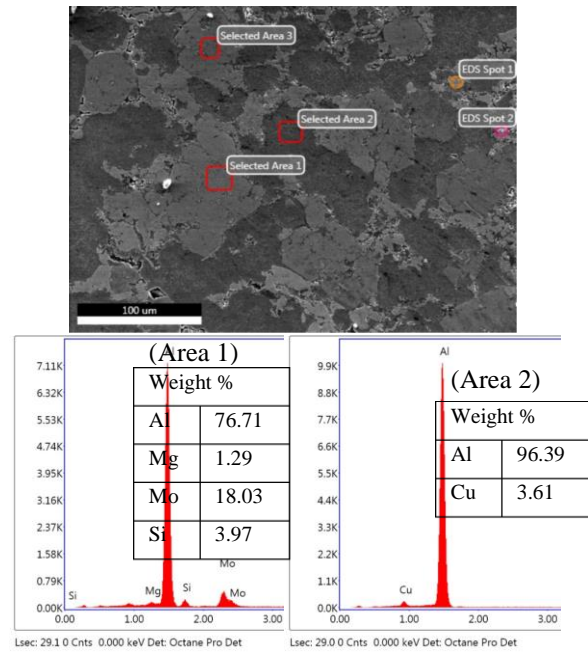 Selected Area 3
EDS Spot 1
Selected Area 2
EDS Spot 2
Selected Area 1
100 um
(Area 1)
Weight %
Al 76.71
Mg 1.29
Mo 18.03
Si 3.97
7.11K
6.32K
5.53K
4.74K
3.95K
3.16K
2.37K
1.58K
0.79K
0.00K
Si
Mg
Si
Mo
Mo
0.00 1.00 2.00 3.00
Lsec: 29.1 0 Cnts 0.000 keV Det: Octane Pro Det
Al
(Area 2)
Weight %
Al 96.39
Cu 3.61
9.9K
8.8K
7.7K
6.6K
5.5K
4.4K
3.3K
2.2K
1.1K
0.0K
Cu
0.00 1.00 2.00 3.00
Lsec: 29.0 0 Cnts 0.000 keV Det: Octane Pro Det